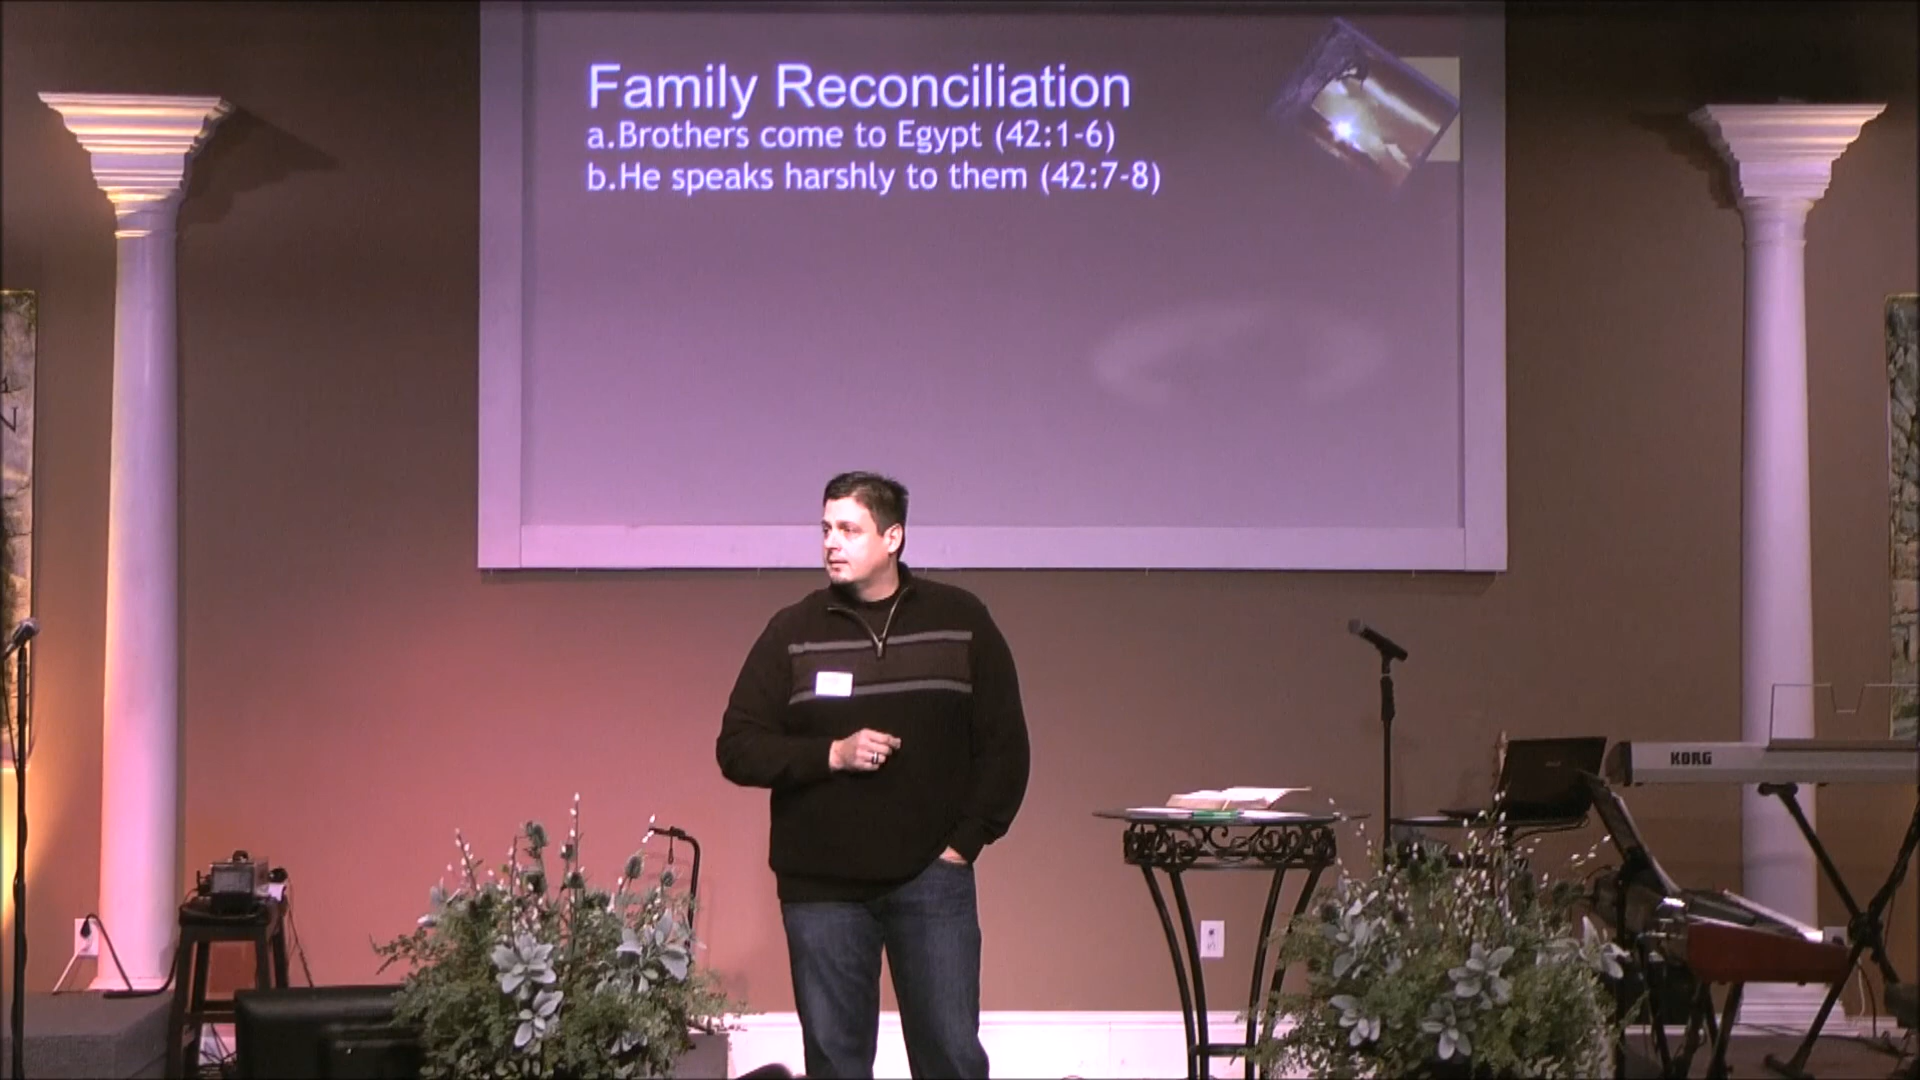 Family Reconciliation
a.Brothers come to Egypt (42:1-6)
b.He speaks harshly to them (42:7-8)
N
KORG